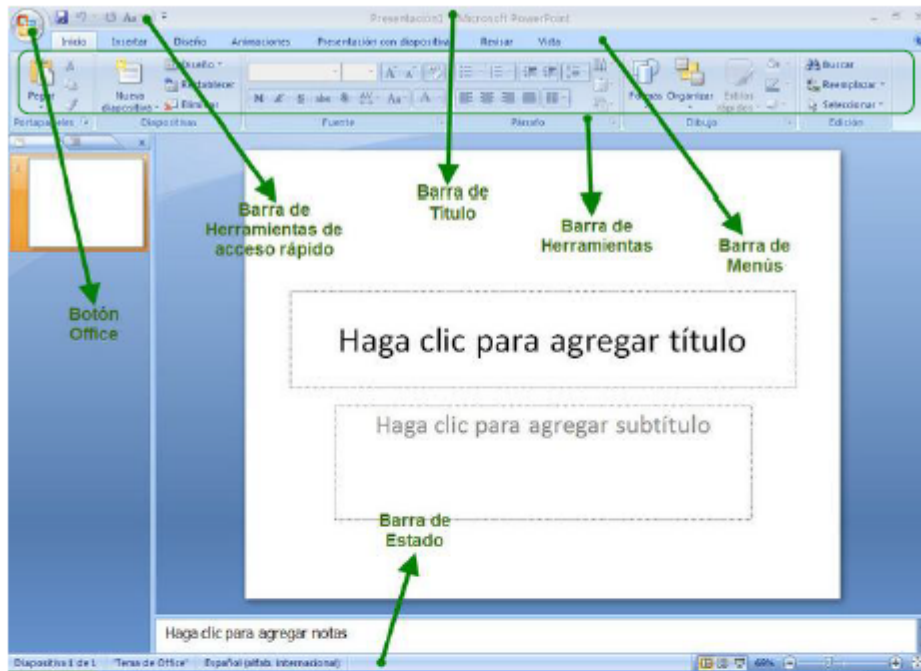 Presentación1 - Microsoft PowerPoint
Inicio Insertar Diseño Animaciones Presentación con diapositivas Revisar Vista
Pegar
Nueva diapositiva
Diseño
Restablecer
Eliminar
Formas Organizar Estilos rápidos
Buscar
Reemplazar
Seleccionar
Portapapeles Diapositivas Fuente Párrafo Dibujo Edición
Barra de
Herramientas de
acceso rápido
Barra de
Título
Barra de
Herramientas
Barra de
Menús
Botón
Office
Haga clic para agregar título
Haga clic para agregar subtítulo
Barra de
Estado
Haga clic para agregar notas
Diapositiva 1 de 1 "Tema de Office" Español (alfab. internacional) 69%